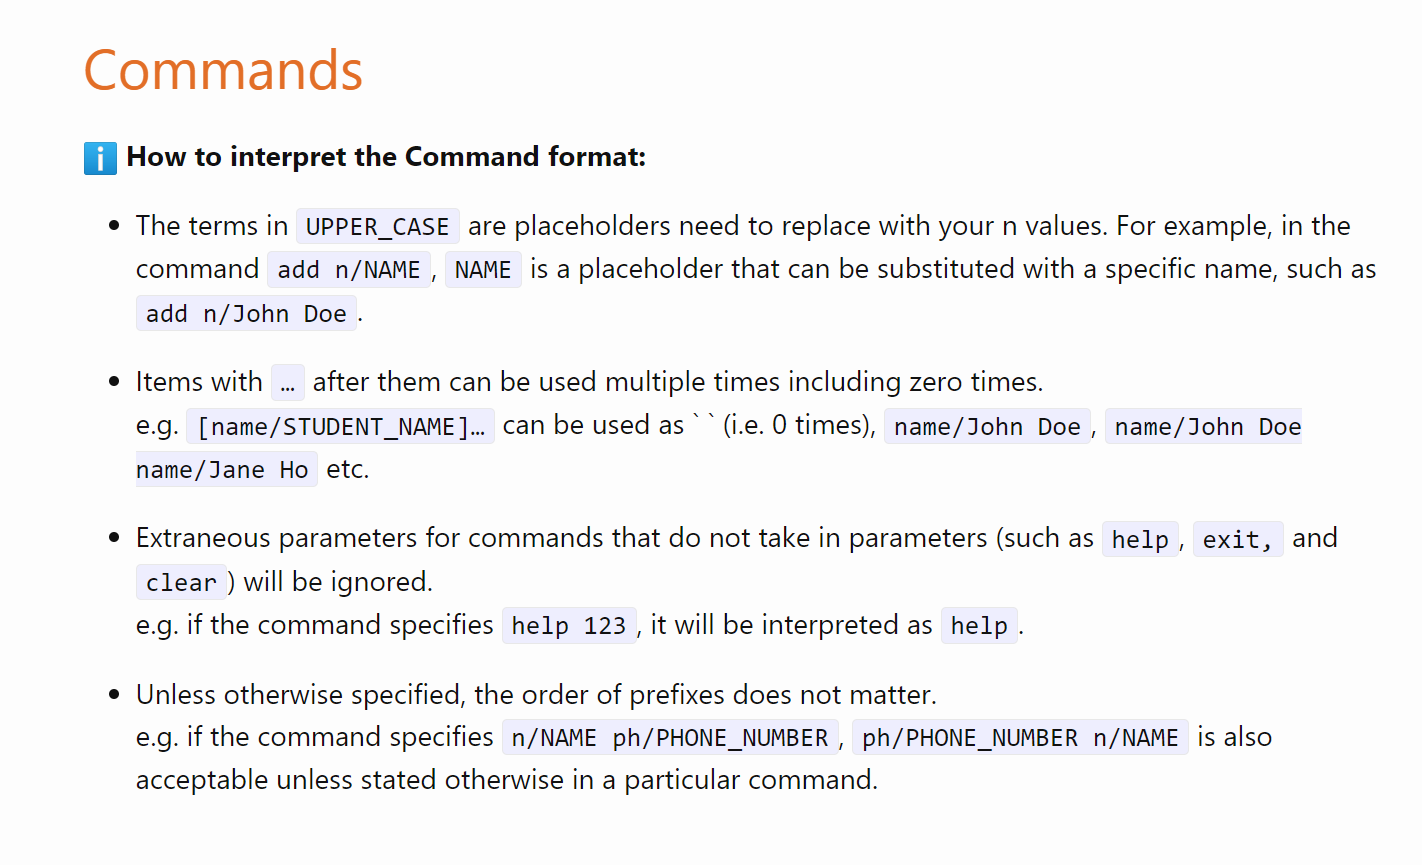 Commands
How to interpret the Command format:
The terms in UPPER_CASE are placeholders need to replace with your n values. For example, in the
command add n/NAME, NAME is a placeholder that can be substituted with a specific name, such as
add n/John Doe.
Items with … after them can be used multiple times including zero times.
e.g. [name/STUDENT_NAME]… can be used as ` ` (i.e. 0 times), name/John Doe, name/John Doe
name/Jane Ho etc.
Extraneous parameters for commands that do not take in parameters (such as help, exit, and
clear) will be ignored.
e.g. if the command specifies help 123, it will be interpreted as help.
Unless otherwise specified, the order of prefixes does not matter.
e.g. if the command specifies n/NAME ph/PHONE_NUMBER, ph/PHONE_NUMBER n/NAME is also
acceptable unless stated otherwise in a particular command.